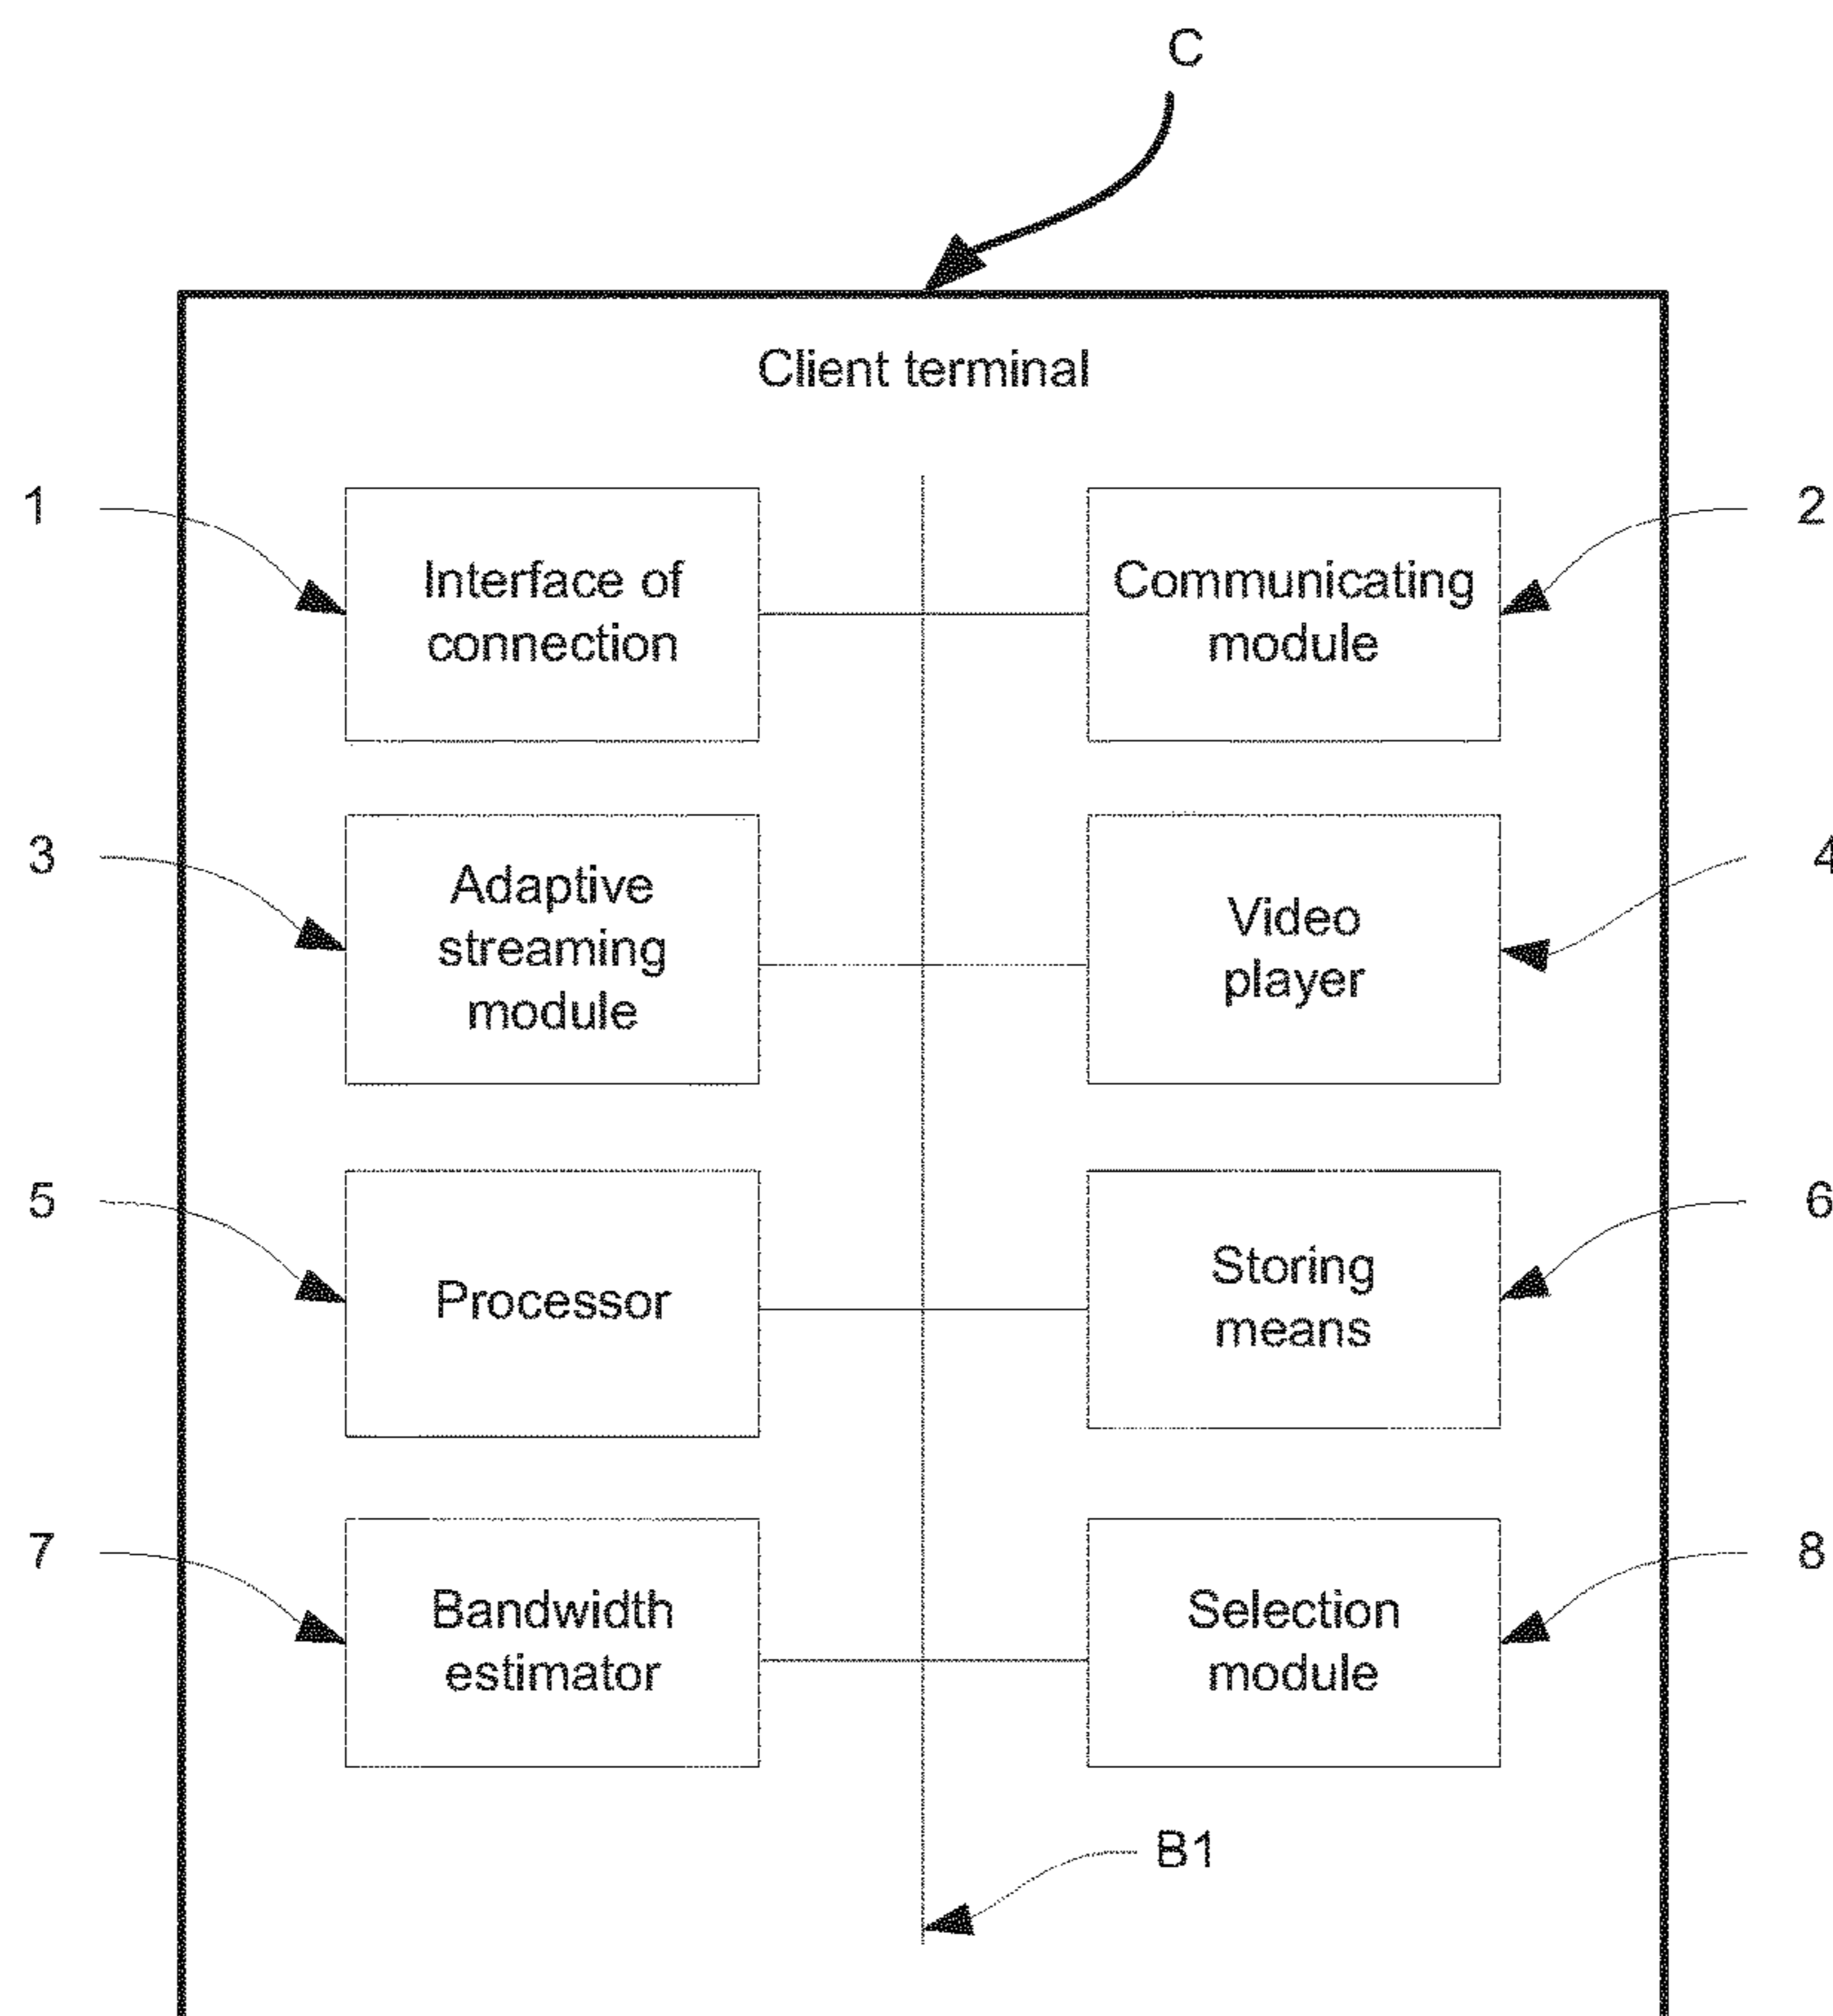 C
Client terminal
1
Interface of
connection
Communicating
module
2
3
Adaptive
streaming
module
Video
player
4
5
Processor
Storing
means
6
7
Bandwidth
estimator
Selection
module
8
B1